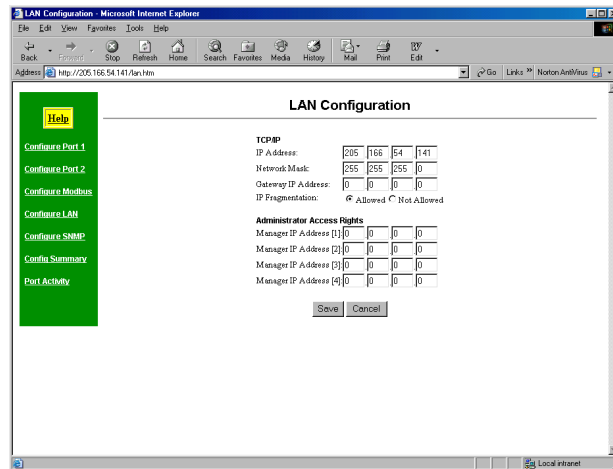 LAN Configuration - Microsoft Internet Explorer
File Edit View Favorites Tools Help
Back Forward Stop Refresh Home Search Favorites Media History Mail Print Edit
Address http://205.166.54.141/lan.htm Go Links » Norton AntiVirus
Help
Configure Port 1
Configure Port 2
Configure Modbus
Configure LAN
Configure SNMP
Config Summary
Port Activity
LAN Configuration
TCP/IP
IP Address: 205 166 54 141
Network Mask: 255 255 255 0
Gateway IP Address: 0 0 0 0
IP Fragmentation: Allowed Not Allowed
Administrator Access Rights
Manager IP Address [1]: 0 0 0 0
Manager IP Address [2]: 0 0 0 0
Manager IP Address [3]: 0 0 0 0
Manager IP Address [4]: 0 0 0 0
Save Cancel
Local intranet